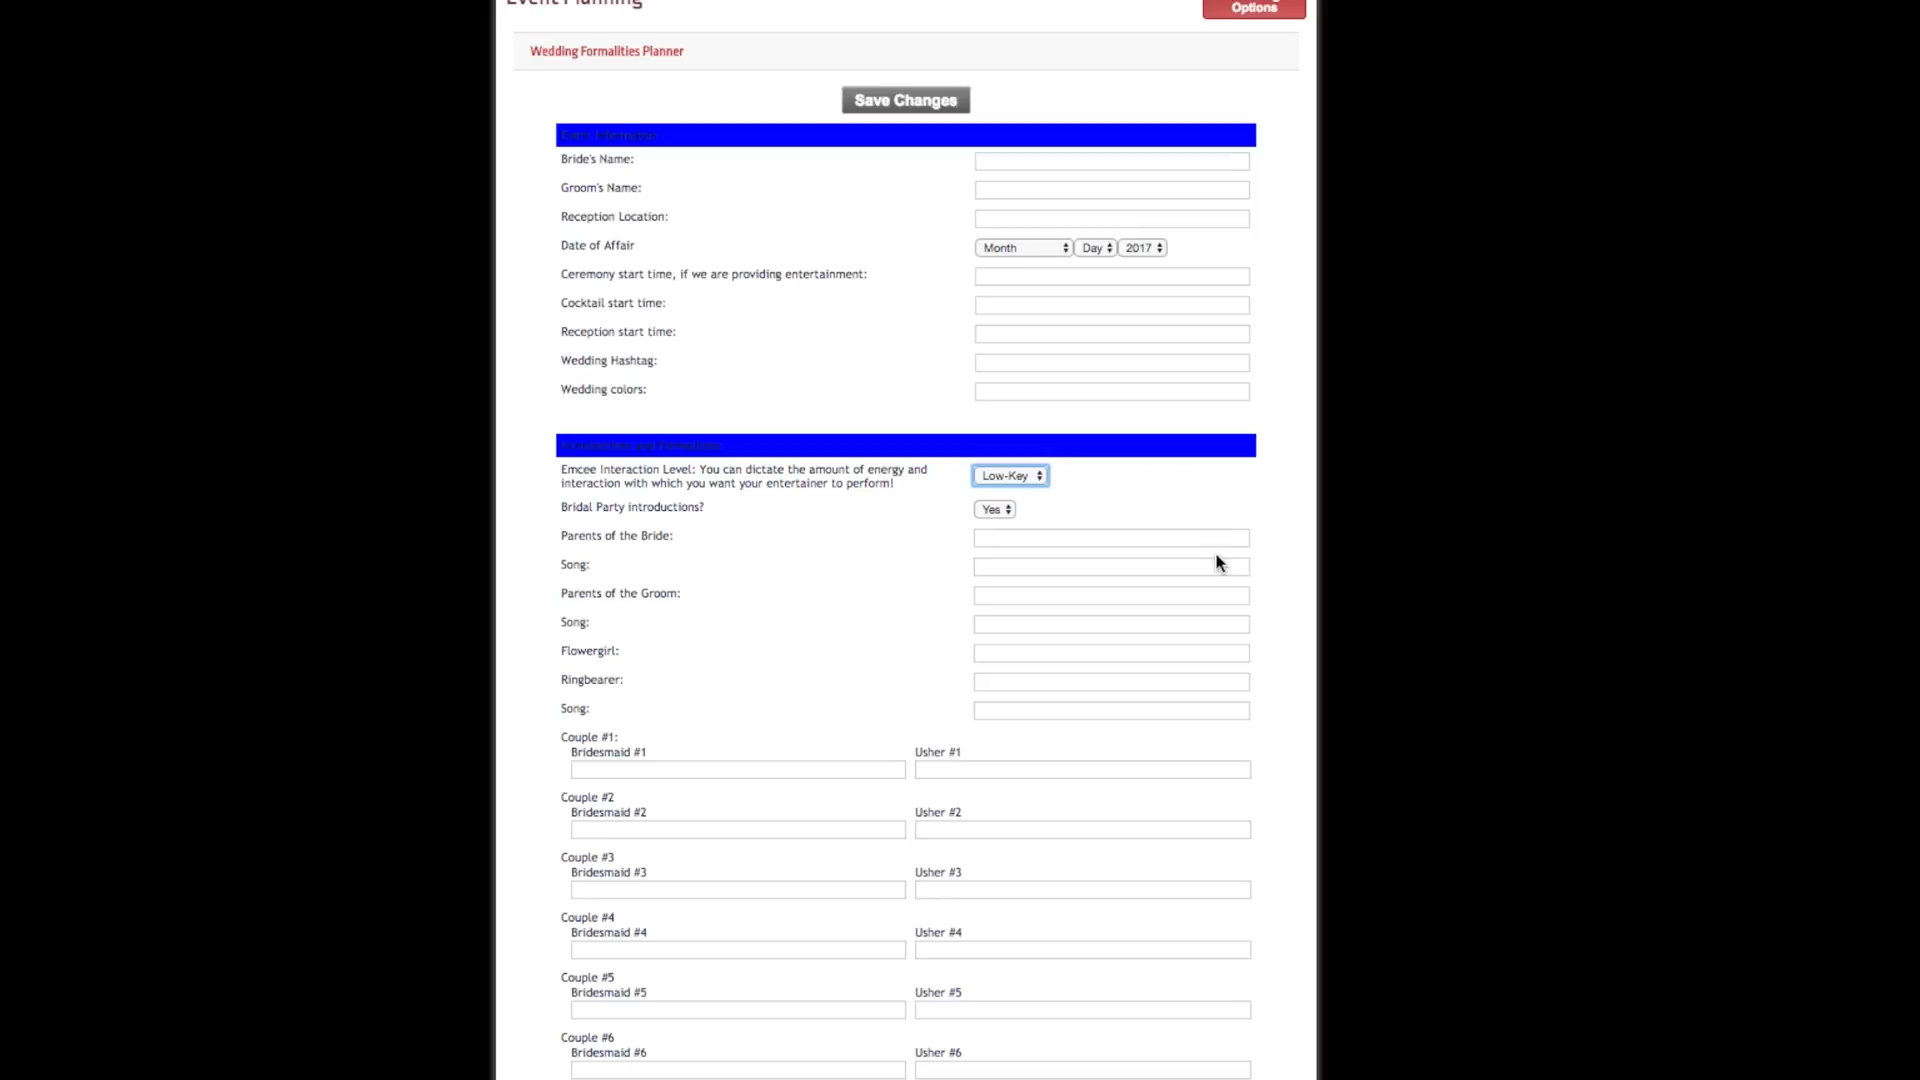 Event Planning
Options
Wedding Formalities Planner
Save Changes
Event Information
Bride's Name:
Groom's Name:
Reception Location:
Date of Affair
Month Day 2017
Ceremony start time, if we are providing entertainment:
Cocktail start time:
Reception start time:
Wedding Hashtag:
Wedding colors:
Emcee Interaction Level: You can dictate the amount of energy and
interaction with which you want your entertainer to perform!
Low-Key
Bridal Party introductions?
Yes
Parents of the Bride:
Song:
Parents of the Groom:
Song:
Flowergirl:
Ringbearer:
Song:
Couple #1:
Bridesmaid #1 Usher #1
Couple #2
Bridesmaid #2 Usher #2
Couple #3
Bridesmaid #3 Usher #3
Couple #4
Bridesmaid #4 Usher #4
Couple #5
Bridesmaid #5 Usher #5
Couple #6
Bridesmaid #6 Usher #6